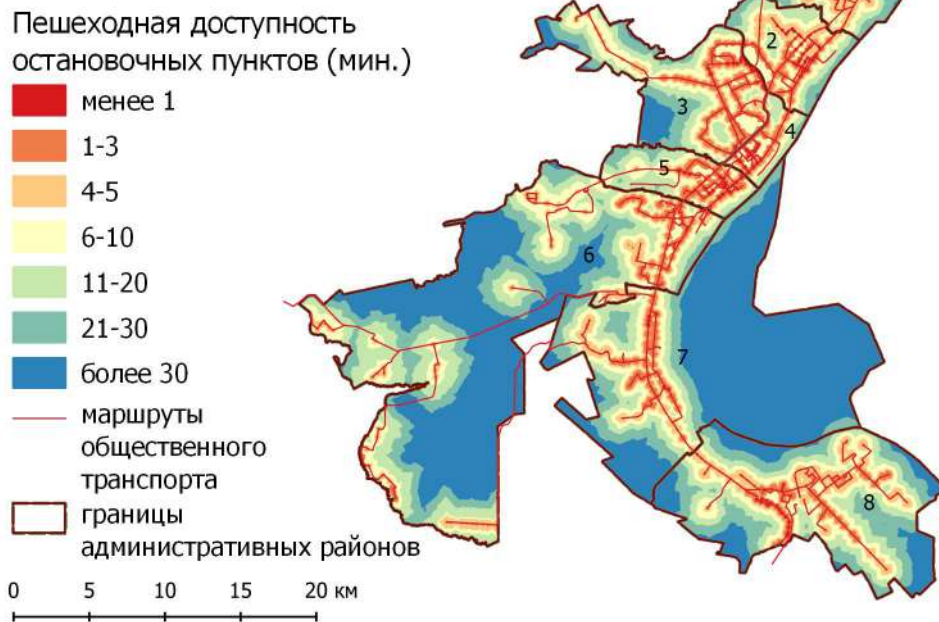 Пешеходная доступность
остановочных пунктов (мин.)
менее 1
1-3
4-5
6-10
11-20
21-30
более 30
маршруты
общественного
транспорта
границы
административных районов
0 5 10 15 20 км
2
3
4
5
6
7
8